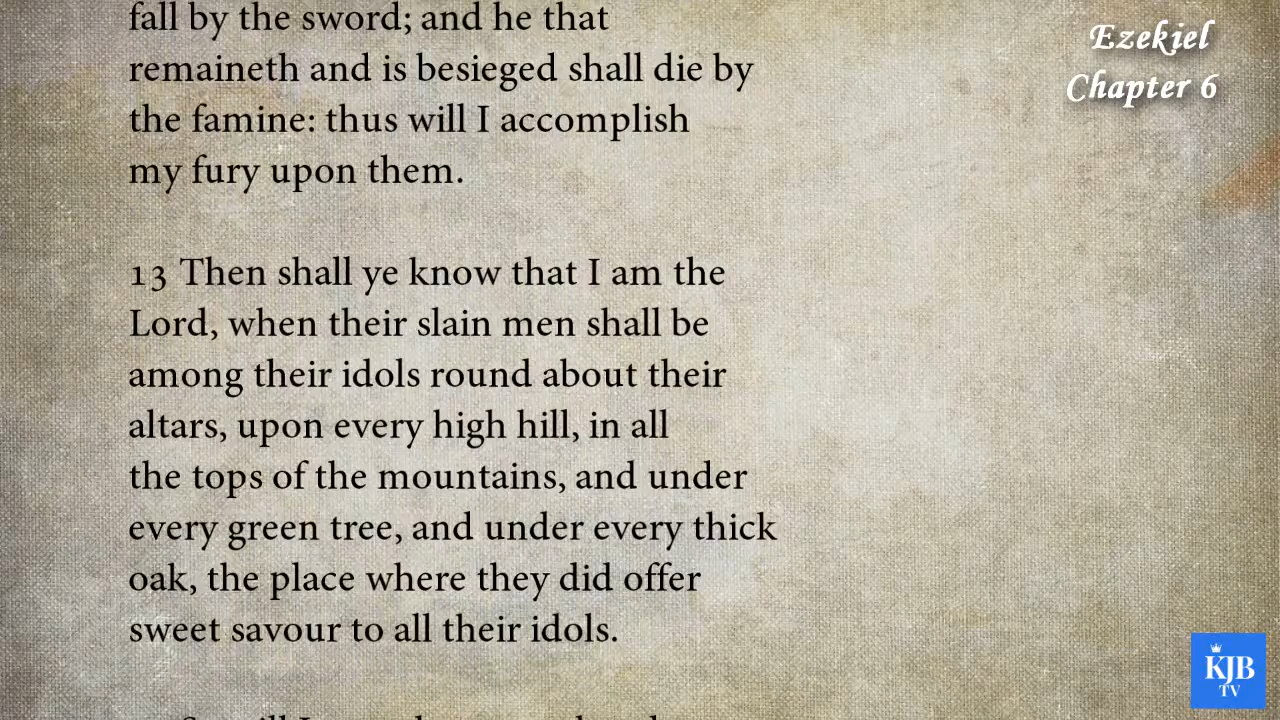 fall by the sword; and he that
remaineth and is besieged shall die by
the famine: thus will I accomplish
my fury upon them.
13 Then shall ye know that I am the
Lord, when their slain men shall be
among their idols round about their
altars, upon every high hill, in all
the tops of the mountains, and under
every green tree, and under every thick
oak, the place where they did offer
sweet savour to all their idols.
Ezekiel
Chapter 6
KJB
TV